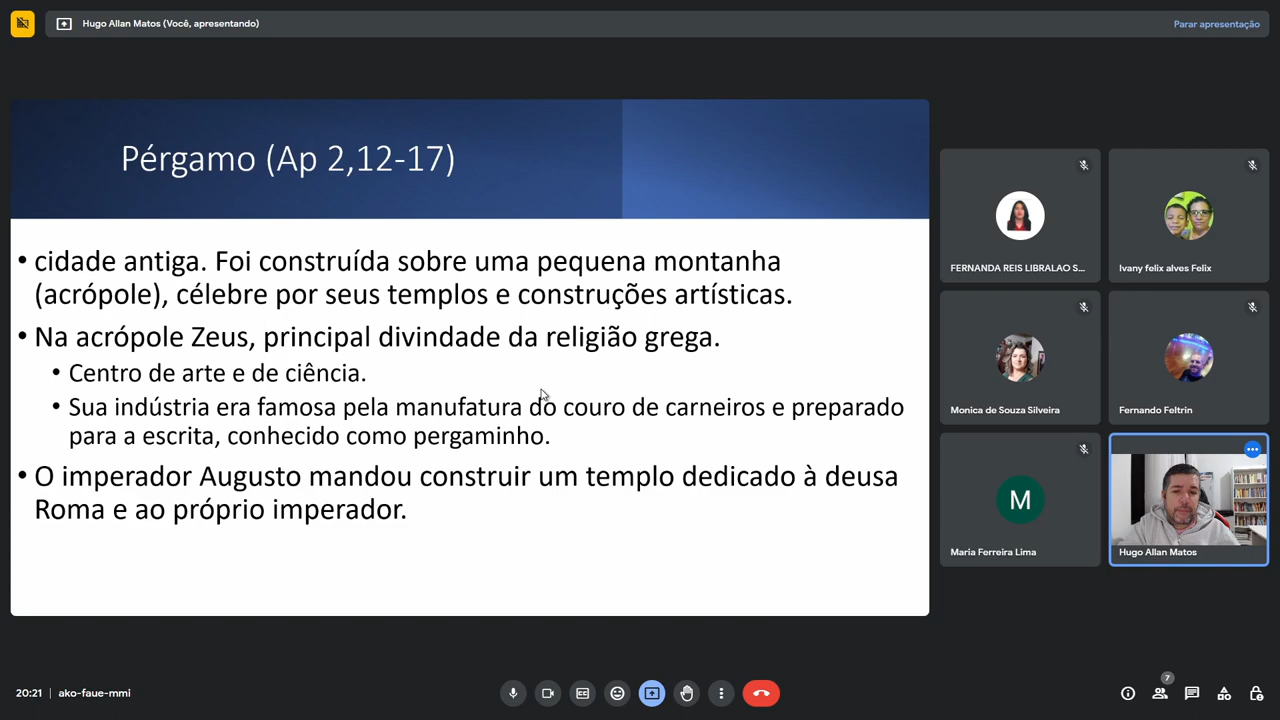 Hugo Allan Matos (Você, apresentando)
Parar apresentação
Pérgamo (Ap 2,12-17)
• cidade antiga. Foi construída sobre uma pequena montanha
(acrópole), célebre por seus templos e construções artísticas.
• Na acrópole Zeus, principal divindade da religião grega.
• Centro de arte e de ciência.
• Sua indústria era famosa pela manufatura do couro de carneiros e preparado
para a escrita, conhecido como pergaminho.
• O imperador Augusto mandou construir um templo dedicado à deusa
Roma e ao próprio imperador.
FERNANDA REIS LIBRALAO S...
Ivany felix alves Felix
Monica de Souza Silveira
Fernando Feltrin
M
Maria Ferreira Lima
Hugo Allan Matos
20:21 | ako-faue-mmi
7